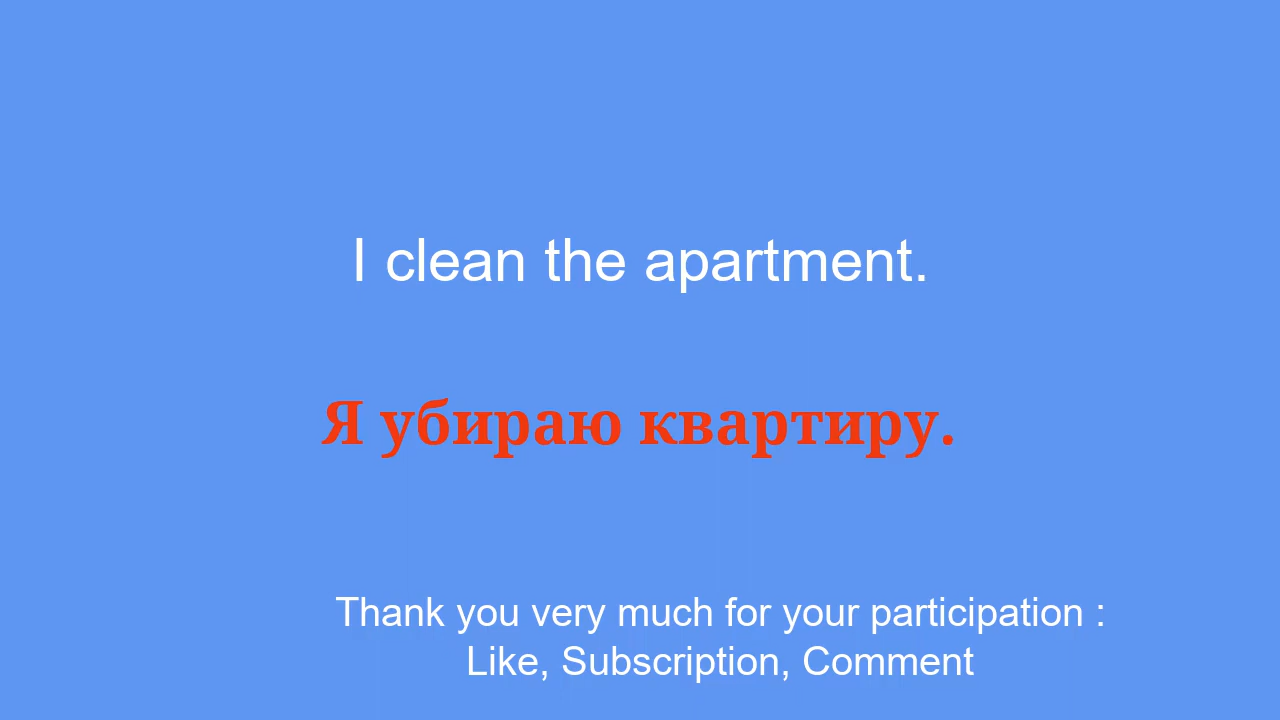 I clean the apartment.
Я убираю квартиру.
Thank you very much for your participation :
Like, Subscription, Comment